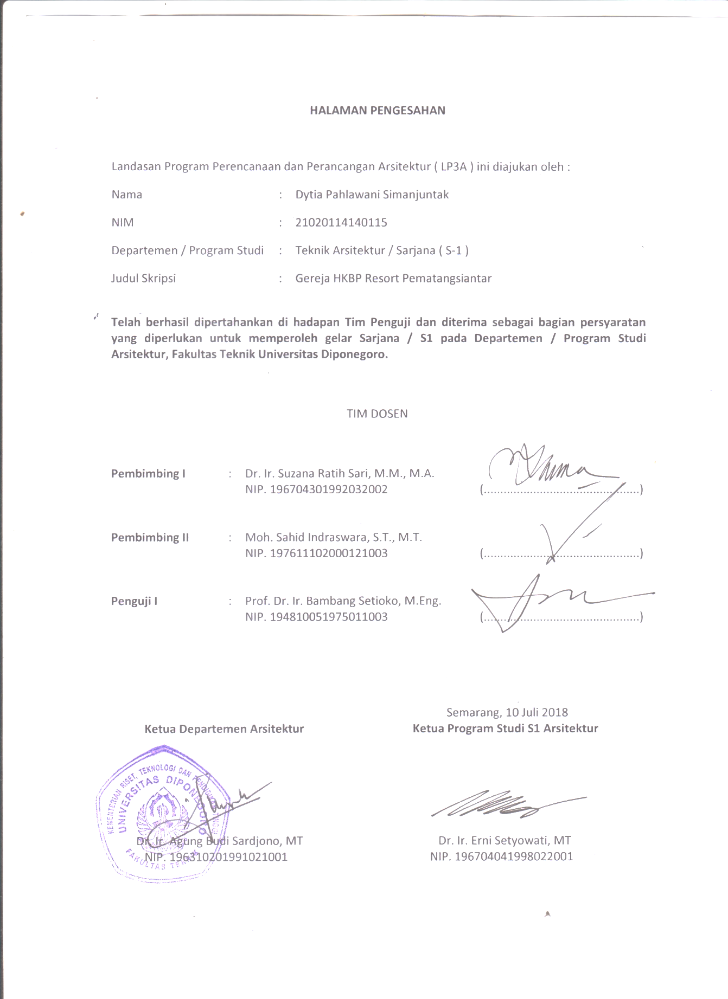 HALAMAN PENGESAHAN
Landasan Program Perencanaan dan Perancangan Arsitektur ( LP3A ) ini diajukan oleh :
Nama : Dytia Pahlawani Simanjuntak
NIM : 21020114140115
Departemen / Program Studi : Teknik Arsitektur / Sarjana ( S-1 )
Judul Skripsi : Gereja HKBP Resort Pematangsiantar
Telah berhasil dipertahankan di hadapan Tim Penguji dan diterima sebagai bagian persyaratan
yang diperlukan untuk memperoleh gelar Sarjana / S1 pada Departemen / Program Studi
Arsitektur, Fakultas Teknik Universitas Diponegoro.
TIM DOSEN
Pembimbing I : Dr. Ir. Suzana Ratih Sari, M.M., M.A.
NIP. 196704301992032002 (................................................)
Pembimbing II : Moh. Sahid Indraswara, S.T., M.T.
NIP. 197611102000121003 (................................................)
Penguji I : Prof. Dr. Ir. Bambang Setioko, M.Eng.
NIP. 194810051975011003 (................................................)
Semarang, 10 Juli 2018
Ketua Departemen Arsitektur Ketua Program Studi S1 Arsitektur
KEMENTERIAN RISET, TEKNOLOGI DAN PENDIDIKAN TINGGI
UNIVERSITAS DIPONEGORO
FAKULTAS TEKNIK
Dr. Ir. Agung Budi Sardjono, MT Dr. Ir. Erni Setyowati, MT
NIP. 196310201991021001 NIP. 196704041998022001